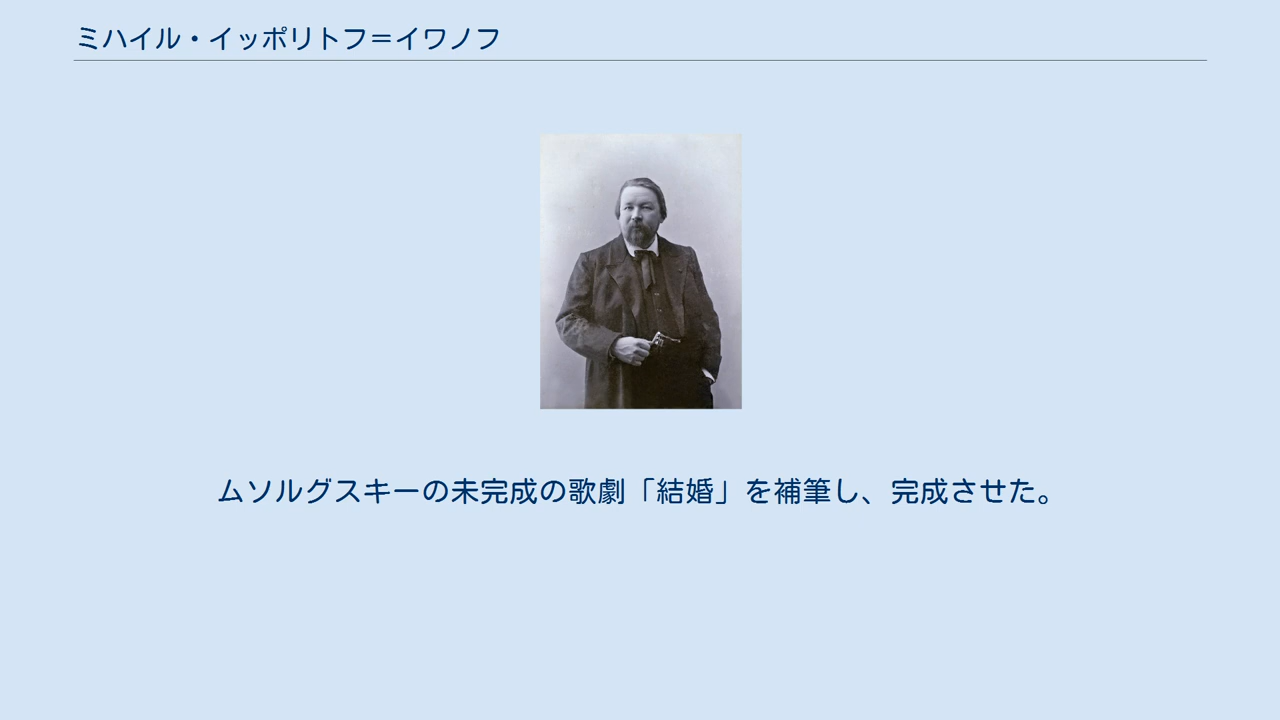 ミハイル・イッポリトフ＝イワノフ
ムソルグスキーの未完成の歌劇「結婚」を補筆し、完成させた。